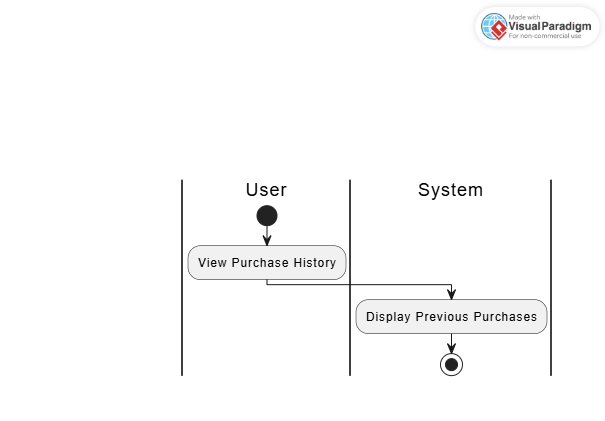 Made with
Visual Paradigm
For non-commercial use
User
System
View Purchase History
Display Previous Purchases